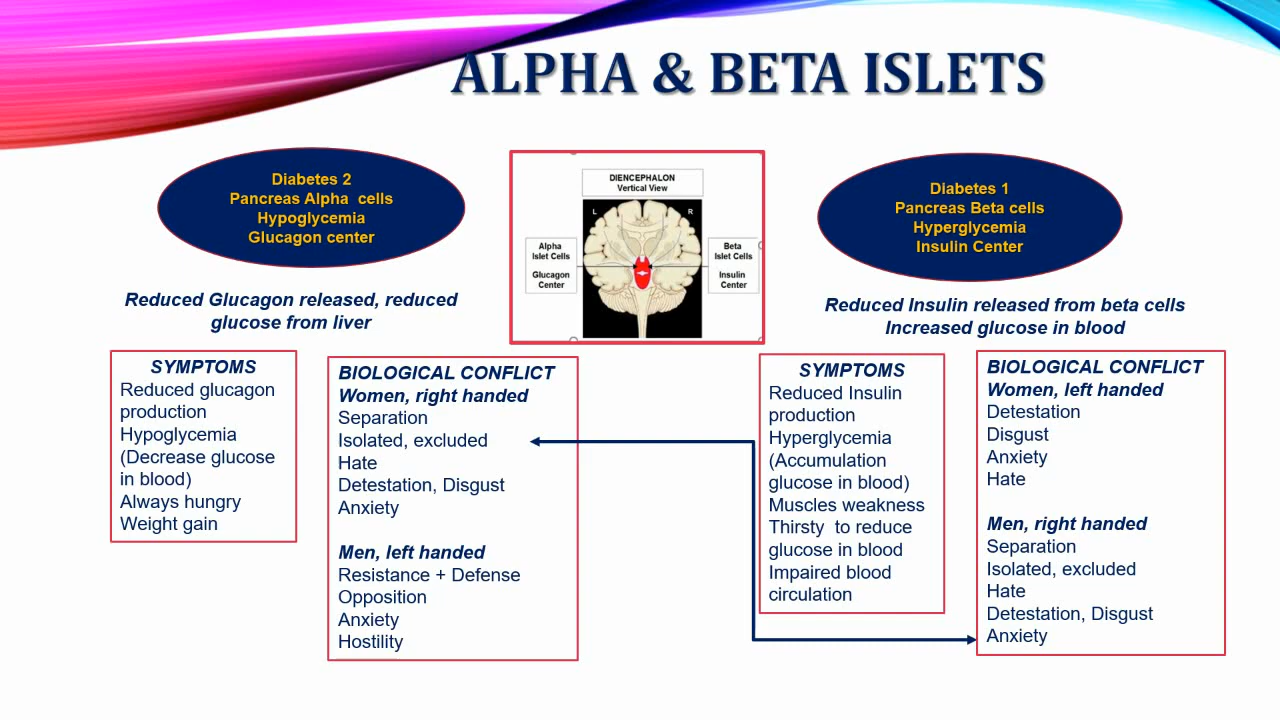 ALPHA & BETA ISLETS
Diabetes 2
Pancreas Alpha cells
Hypoglycemia
Glucagon center
Reduced Glucagon released, reduced
glucose from liver
SYMPTOMS
Reduced glucagon
production
Hypoglycemia
(Decrease glucose
in blood)
Always hungry
Weight gain
BIOLOGICAL CONFLICT
Women, right handed
Separation
Isolated, excluded
Hate
Detestation, Disgust
Anxiety
Men, left handed
Resistance + Defense
Opposition
Anxiety
Hostility
DIENCEPHALON
Vertical View
L
R
Alpha
Islet Cells
Glucagon
Center
Beta
Islet Cells
Insulin
Center
Diabetes 1
Pancreas Beta cells
Hyperglycemia
Insulin Center
Reduced Insulin released from beta cells
Increased glucose in blood
SYMPTOMS
Reduced Insulin
production
Hyperglycemia
(Accumulation
glucose in blood)
Muscles weakness
Thirsty to reduce
glucose in blood
Impaired blood
circulation
BIOLOGICAL CONFLICT
Women, left handed
Detestation
Disgust
Anxiety
Hate
Men, right handed
Separation
Isolated, excluded
Hate
Detestation, Disgust
Anxiety